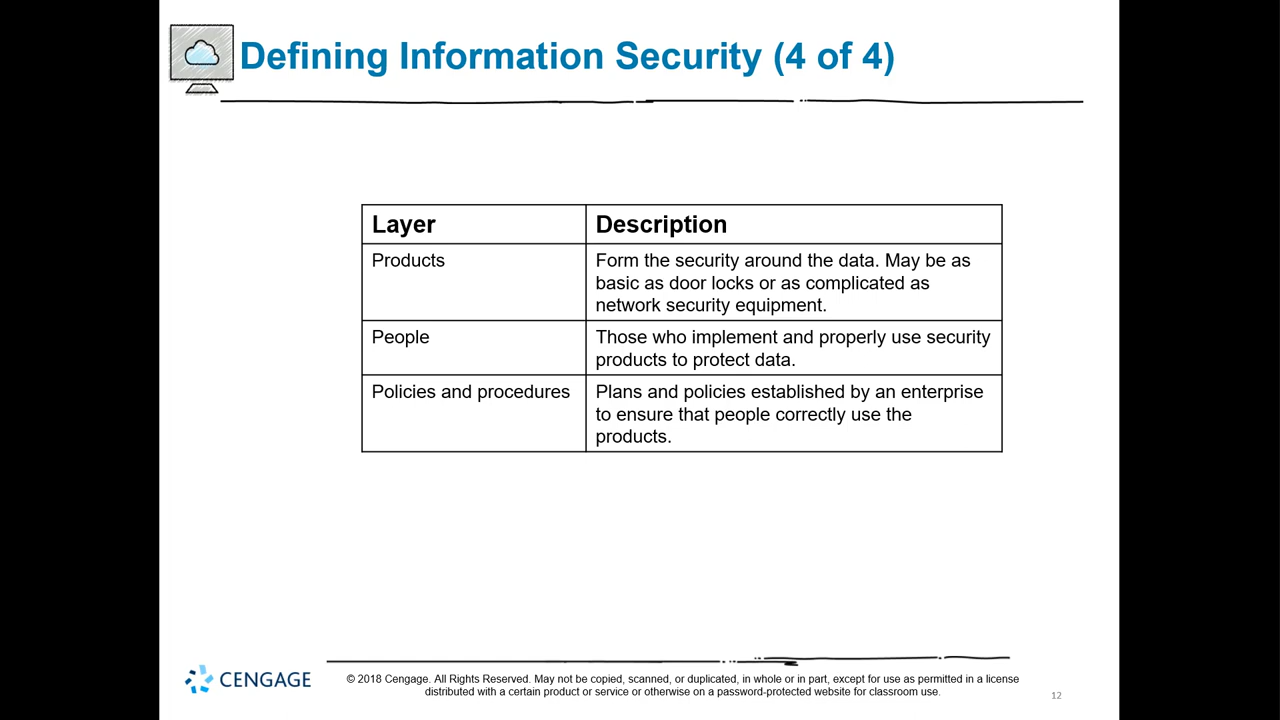 Defining Information Security (4 of 4)
Layer
Description
Products
Form the security around the data. May be as
basic as door locks or as complicated as
network security equipment.
People
Those who implement and properly use security
products to protect data.
Policies and procedures
Plans and policies established by an enterprise
to ensure that people correctly use the
products.
CENGAGE
© 2018 Cengage. All Rights Reserved. May not be copied, scanned, or duplicated, in whole or in part, except for use as permitted in a license
distributed with a certain product or service or otherwise on a password-protected website for classroom use.
12